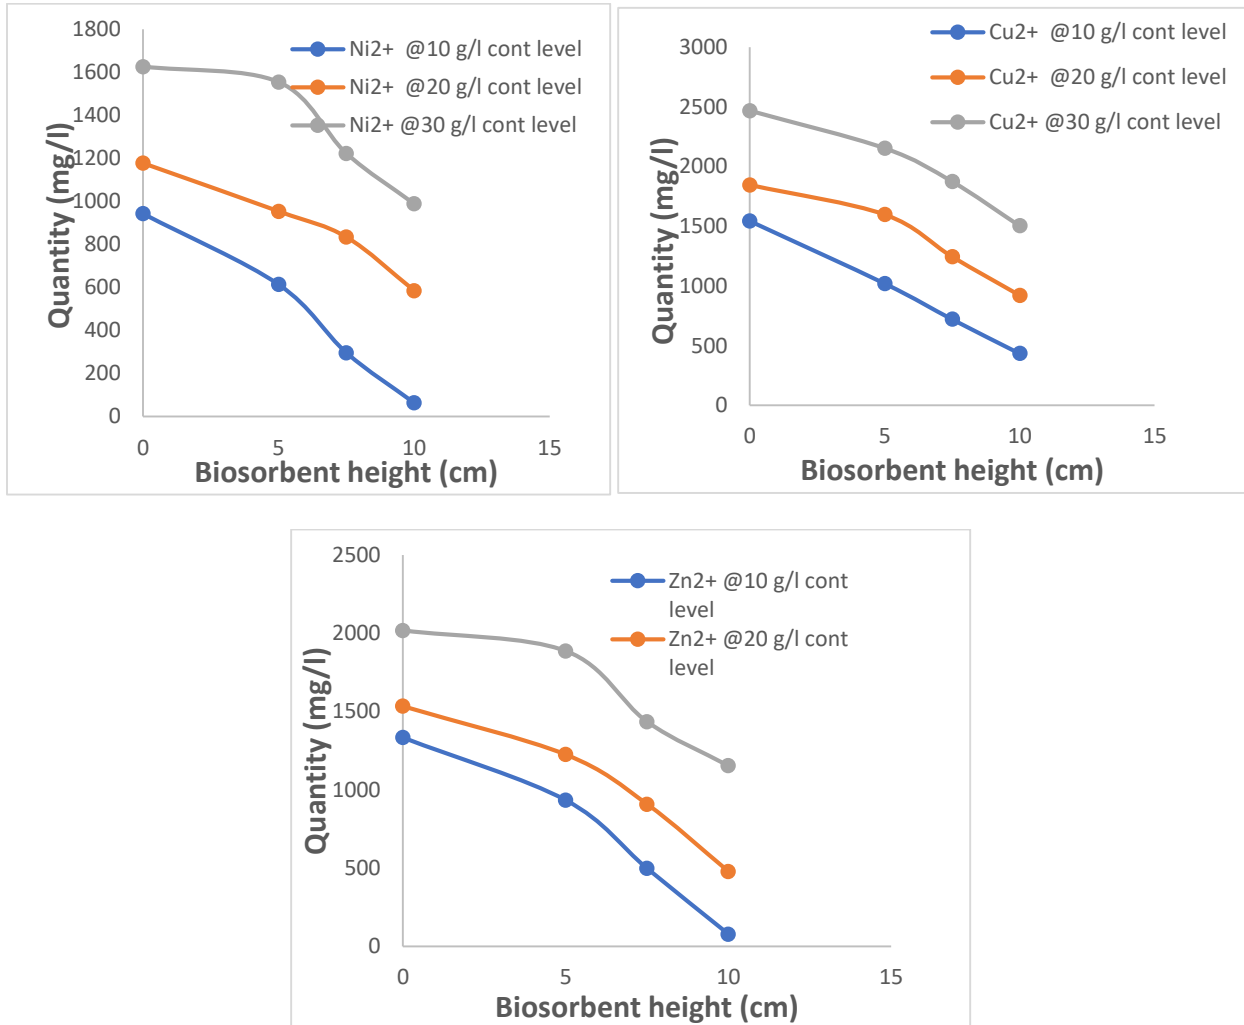 1800
1600
1400
1200
1000
800
600
400
200
0
Quantity (mg/l)
Ni2+ @10 g/l cont level
Ni2+ @20 g/l cont level
Ni2+ @30 g/l cont level
0 5 10 15
Biosorbent height (cm)
3000
2500
2000
1500
1000
500
0
Quantity (mg/l)
Cu2+ @10 g/l cont level
Cu2+ @20 g/l cont level
Cu2+ @30 g/l cont level
0 5 10 15
Biosorbent height (cm)
2500
2000
1500
1000
500
0
Quantity (mg/l)
Zn2+ @10 g/l cont
level
Zn2+ @20 g/l cont
level
0 5 10 15
Biosorbent height (cm)